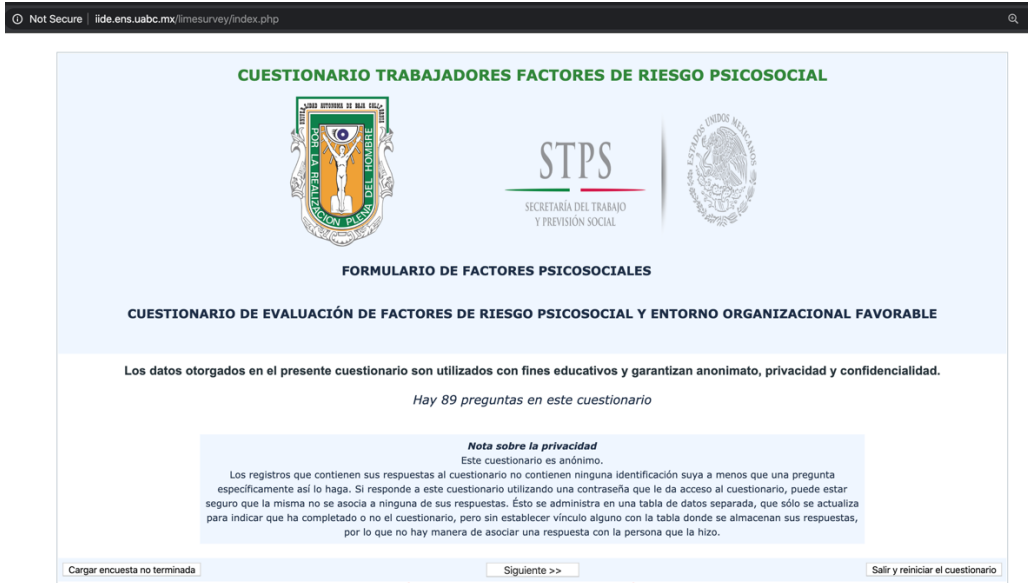 Not Secure | iide.ens.uabc.mx/limesurvey/index.php
CUESTIONARIO TRABAJADORES FACTORES DE RIESGO PSICOSOCIAL
POR LA REALIZACION PLENA DEL HOMBRE
STPS
SECRETARÍA DEL TRABAJO
Y PREVISIÓN SOCIAL
ESTADOS UNIDOS MEXICANOS
FORMULARIO DE FACTORES PSICOSOCIALES
CUESTIONARIO DE EVALUACIÓN DE FACTORES DE RIESGO PSICOSOCIAL Y ENTORNO ORGANIZACIONAL FAVORABLE
Los datos otorgados en el presente cuestionario son utilizados con fines educativos y garantizan anonimato, privacidad y confidencialidad.
Hay 89 preguntas en este cuestionario
Nota sobre la privacidad
Este cuestionario es anónimo.
Los registros que contienen sus respuestas al cuestionario no contienen ninguna identificación suya a menos que una pregunta
específicamente así lo haga. Si responde a este cuestionario utilizando una contraseña que le da acceso al cuestionario, puede estar
seguro que la misma no se asocia a ninguna de sus respuestas. Ésto se administra en una tabla de datos separada, que sólo se actualiza
para indicar que ha completado o no el cuestionario, pero sin establecer vínculo alguno con la tabla donde se almacenan sus respuestas,
por lo que no hay manera de asociar una respuesta con la persona que la hizo.
Cargar encuesta no terminada
Siguiente >>
Salir y reiniciar el cuestionario